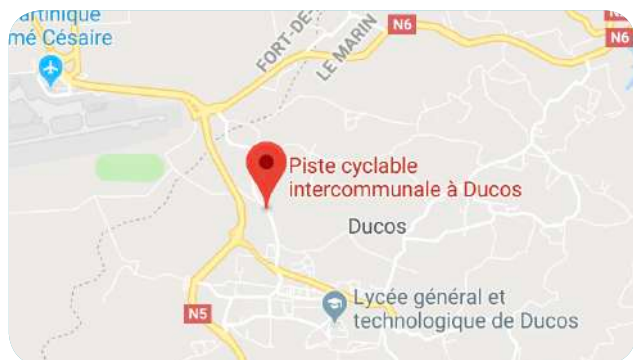 artinique
mé Césaire
N6
FORT-DE-
LE MARIN
N6
Piste cyclable
intercommunale à Ducos
Ducos
Lycée général et
technologique de Ducos
N5